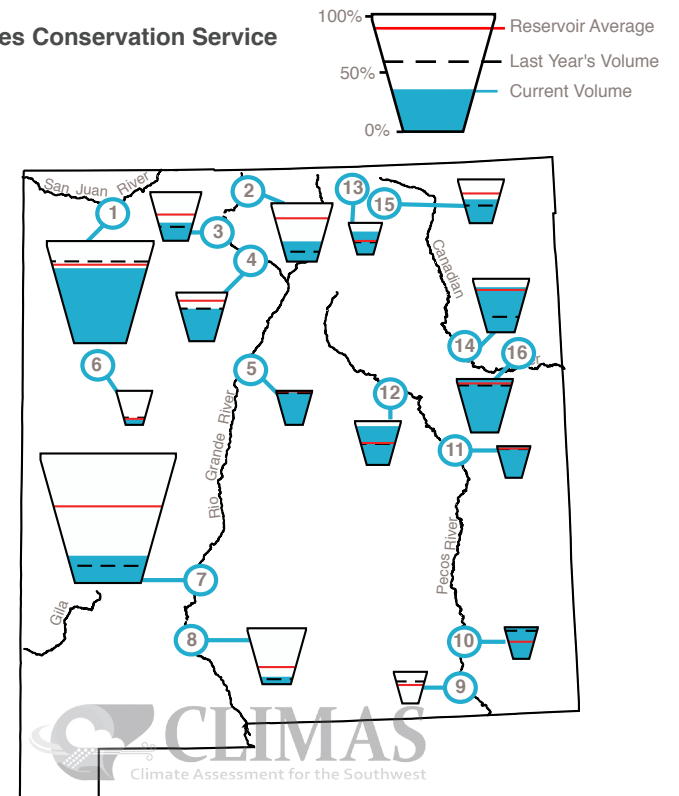 es Conservation Service
100%
50%
0%
Reservoir Average
Last Year's Volume
Current Volume
San Juan River
1
2
3
4
13
15
Canadian
14
16
er
6
5
12
11
Rio Grande River
Pecos River
7
Gila
8
10
9
CLIMAS
Climate Assessment for the Southwest